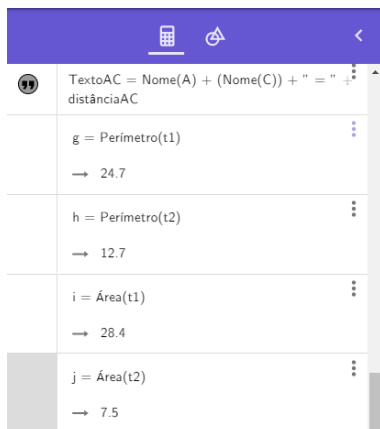 TextoAC = Nome(A) + (Nome(C)) + " = " +
distânciaAC
g = Perímetro(t1)
→ 24.7
h = Perímetro(t2)
→ 12.7
i = Área(t1)
→ 28.4
j = Área(t2)
→ 7.5